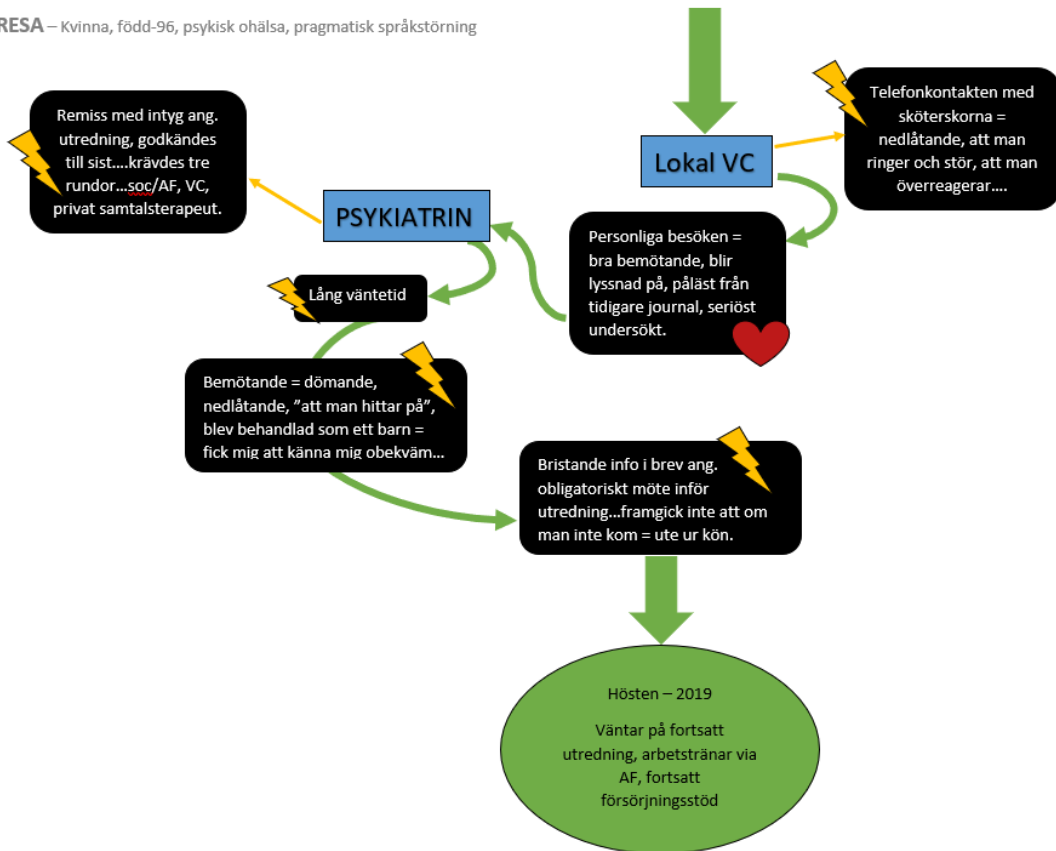 RESA – Kvinna, född-96, psykisk ohälsa, pragmatisk språkstörning
Telefonkontakten med
sköterskorna =
nedlåtande, att man
ringer och stör, att man
överreagerar....
Lokal VC
Remiss med intyg ang.
utredning, godkändes
till sist....krävdes tre
rundor...soc/AF, VC,
privat samtalsterapeut.
PSYKIATRIN
Personliga besöken =
bra bemötande, blir
lyssnad på, påläst från
tidigare journal, seriöst
undersökt.
Lång väntetid
Bemötande = dömande,
nedlåtande, ”att man hittar på”,
blev behandlad som ett barn =
fick mig att känna mig obekväm...
Bristande info i brev ang.
obligatoriskt möte inför
utredning...framgick inte att om
man inte kom = ute ur kön.
Hösten – 2019
Väntar på fortsatt
utredning, arbetstränar via
AF, fortsatt
försörjningsstöd